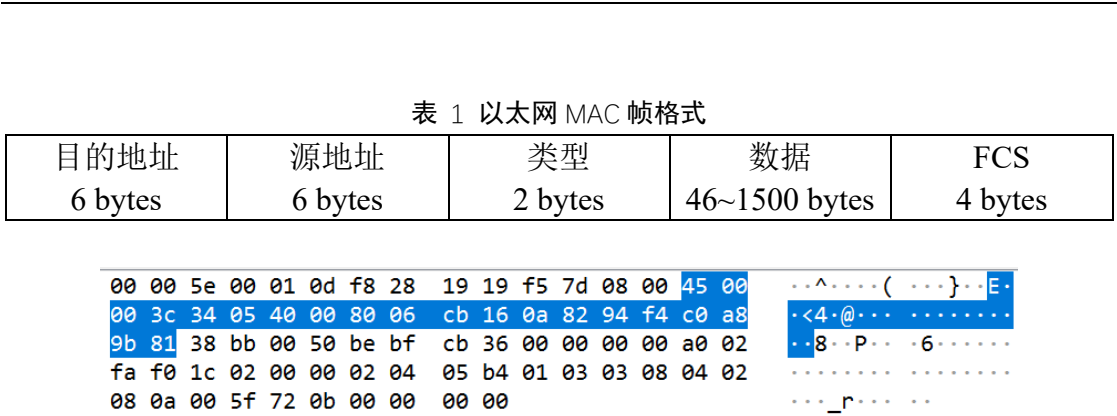 表 1 以太网 MAC 帧格式
目的地址 源地址 类型 数据 FCS
6 bytes 6 bytes 2 bytes 46~1500 bytes 4 bytes
00 00 5e 00 01 0d f8 28 19 19 f5 7d 08 00 45 00 ··^····( ···}··E·
00 3c 34 05 40 00 80 06 cb 16 0a 82 94 f4 c0 a8 ·<4·@··· ········
9b 81 38 bb 00 50 be bf cb 36 00 00 00 00 a0 02 ··8··P·· ·6······
fa f0 1c 02 00 00 02 04 05 b4 01 03 03 08 04 02 ········ ········
08 0a 00 5f 72 0b 00 00 00 00 ···_r··· ··